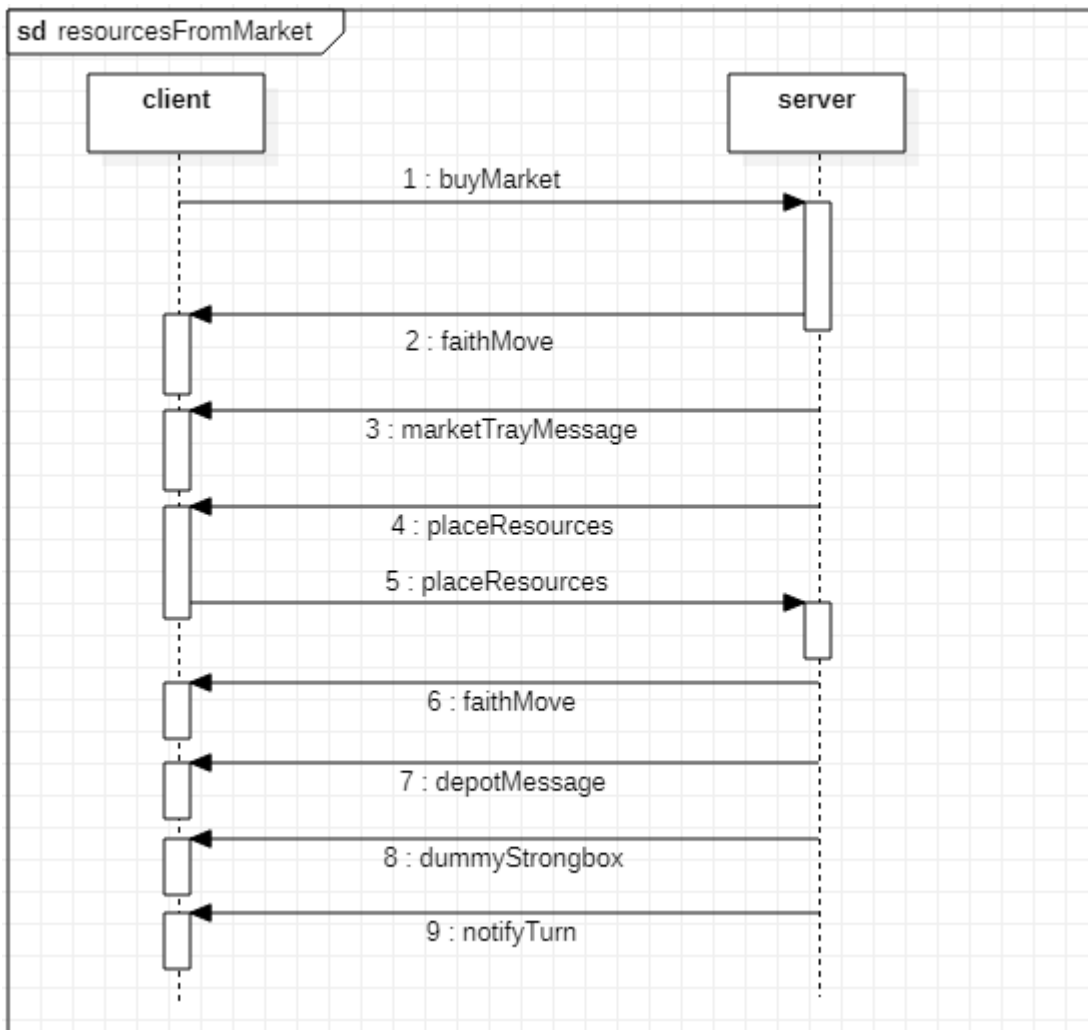 sd resourcesFromMarket
client
server
1 : buyMarket
2 : faithMove
3 : marketTrayMessage
4 : placeResources
5 : placeResources
6 : faithMove
7 : depotMessage
8 : dummyStrongbox
9 : notifyTurn